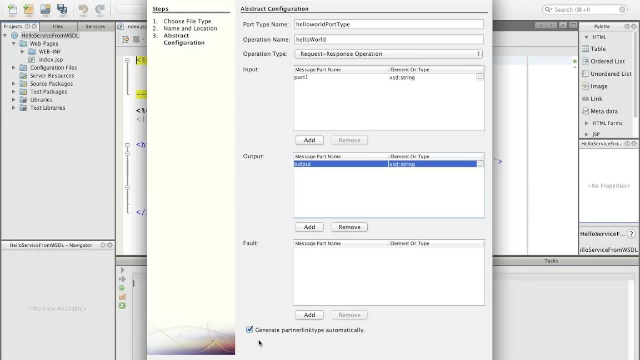 Steps
1. Choose File Type
2. Name and Location
3. Abstract
Configuration
Abstract Configuration
Port Type Name: helloworldPortType
Operation Name: helloWorld
Operation Type: Request-Response Operation
Input:
Message Part Name Element Or Type
part1 xsd:string
Add Remove
Output:
Message Part Name Element Or Type
output xsd:string
Add Remove
Fault:
Message Part Name Element Or Type
Add Remove
Generate partnerlinktype automatically.
Projects Files Services
HelloServiceFromWSDL
Web Pages
WEB-INF
index.jsp
Configuration Files
Server Resources
Source Packages
Test Packages
Libraries
Test Libraries
HelloServiceFromWSDL - Navigator
<No View Available>
Search (⌘+I)
Palette
HTML
Table
Ordered List
Unordered List
Image
Link
Meta data
HTML Forms
JSP
HelloServiceFro...
<No Properties>
HelloServiceF...
Tasks